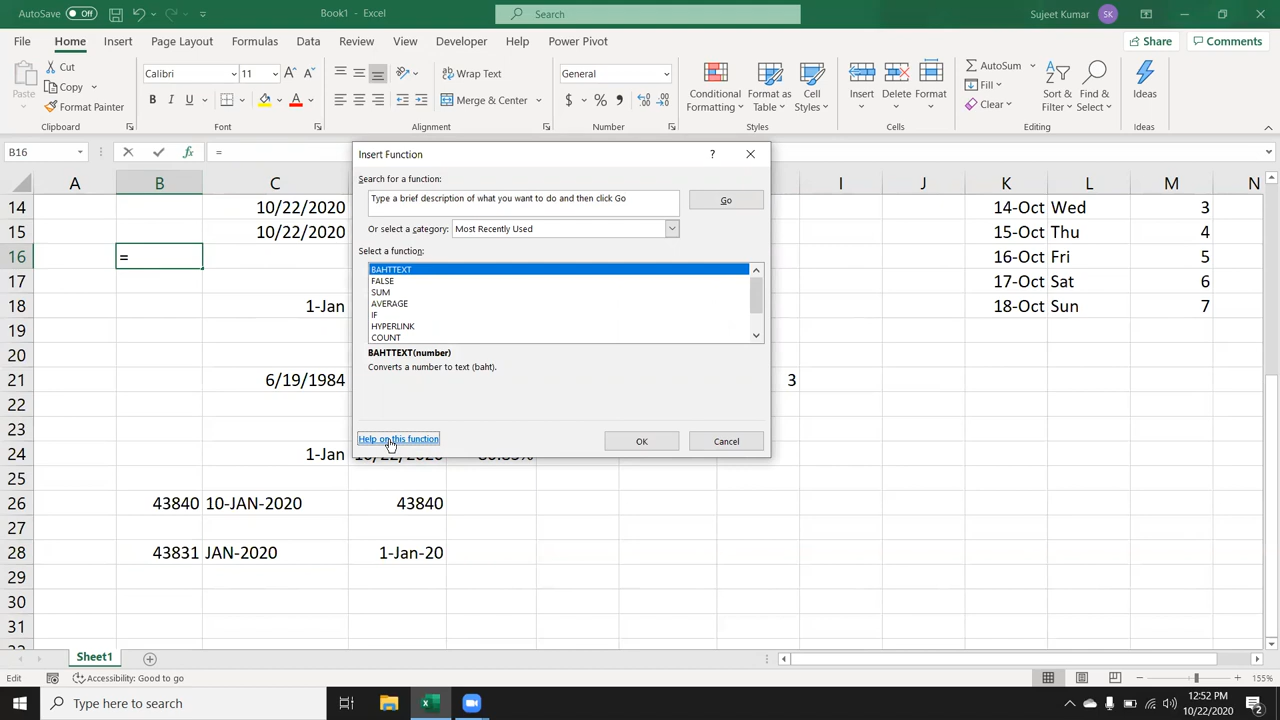 AutoSave Off Book1 - Excel Search Sujeet Kumar SK
File Home Insert Page Layout Formulas Data Review View Developer Help Power Pivot Share Comments
Paste Cut Copy Format Painter Clipboard
Calibri 11 B I U A Font
Wrap Text Merge & Center Alignment
General $ % , Number
Conditional Formatting Format as Table Cell Styles Styles
Insert Delete Format Cells
AutoSum Fill Clear Sort & Filter Find & Select Editing
Ideas Ideas
B16 fx =
A B C I J K L M N
14 10/22/2020 14-Oct Wed 3
15 10/22/2020 15-Oct Thu 4
16 = 16-Oct Fri 5
17 17-Oct Sat 6
18 1-Jan 18-Oct Sun 7
19
20
21 6/19/1984 3
22
23
24 1-Jan
25
26 43840 10-JAN-2020 43840
27
28 43831 JAN-2020 1-Jan-20
29
30
31
Insert Function ?
Search for a function:
Type a brief description of what you want to do and then click Go Go
Or select a category: Most Recently Used
Select a function:
BAHTTEXT
FALSE
SUM
AVERAGE
IF
HYPERLINK
COUNT
BAHTTEXT(number)
Converts a number to text (baht).
Help on this function OK Cancel
Sheet1
Edit Accessibility: Good to go 155%
Type here to search 12:52 PM
10/22/2020 2